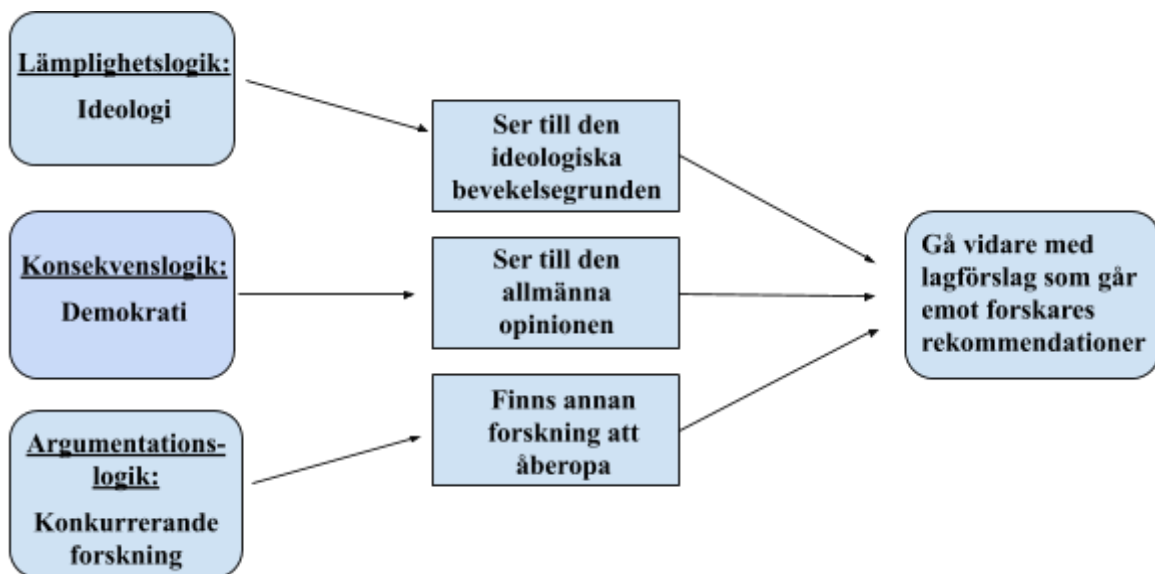 Lämplighetslogik:
Ideologi
Ser till den
ideologiska
bevekelsegrunden
Konsekvenslogik:
Demokrati
Ser till den
allmänna
opinionen
Argumentations-
logik:
Konkurrerande
forskning
Finns annan
forskning att
åberopa
Gå vidare med
lagförslag som går
emot forskares
rekommendationer